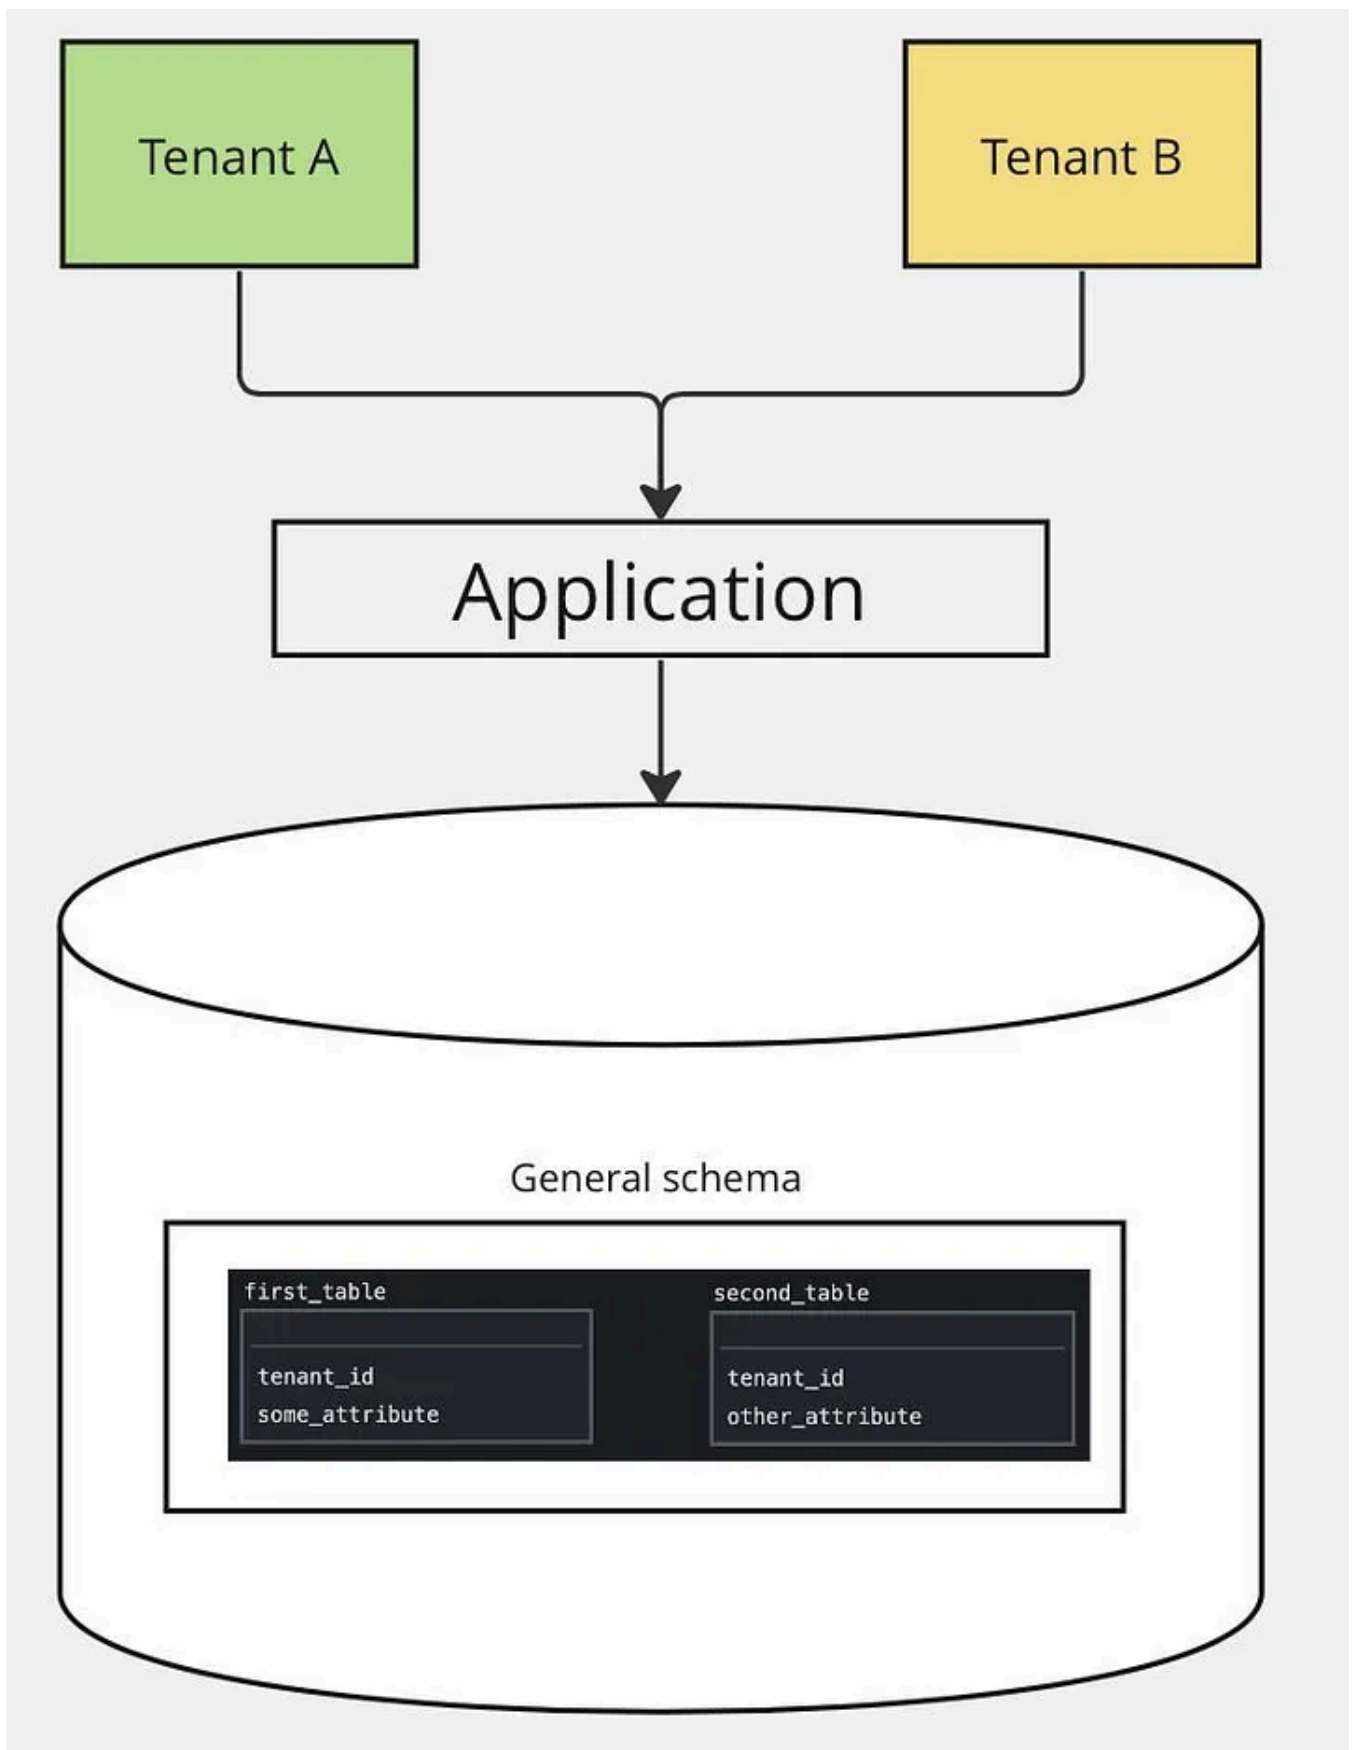 Tenant A
Tenant B
Application
General schema
first_table
second_table
tenant_id
some_attribute
tenant_id
other_attribute